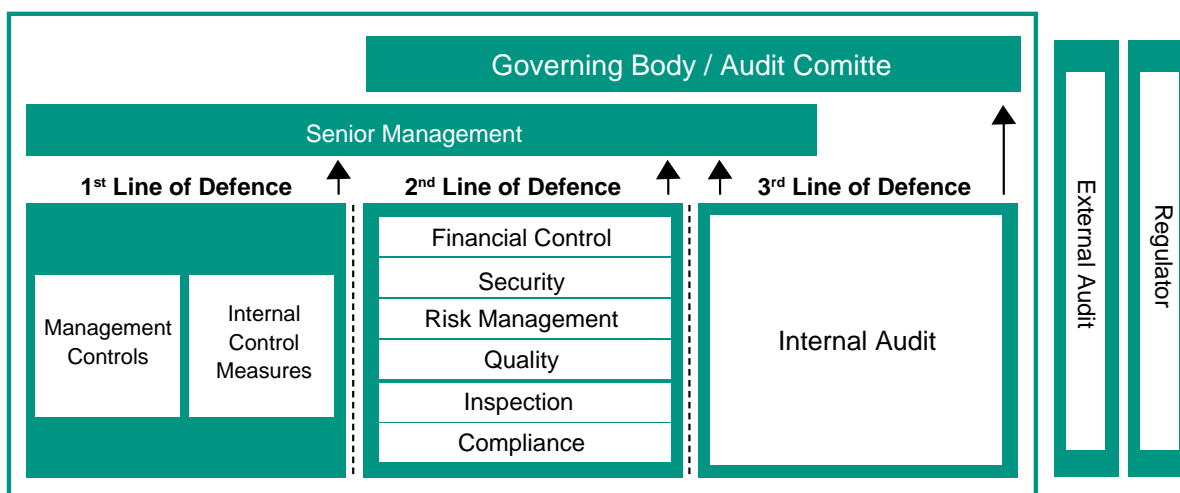 Governing Body / Audit Comitte
Senior Management
1st Line of Defence
2nd Line of Defence
3rd Line of Defence
Management
Controls
Internal
Control
Measures
Financial Control
Security
Risk Management
Quality
Inspection
Compliance
Internal Audit
External Audit
Regulator